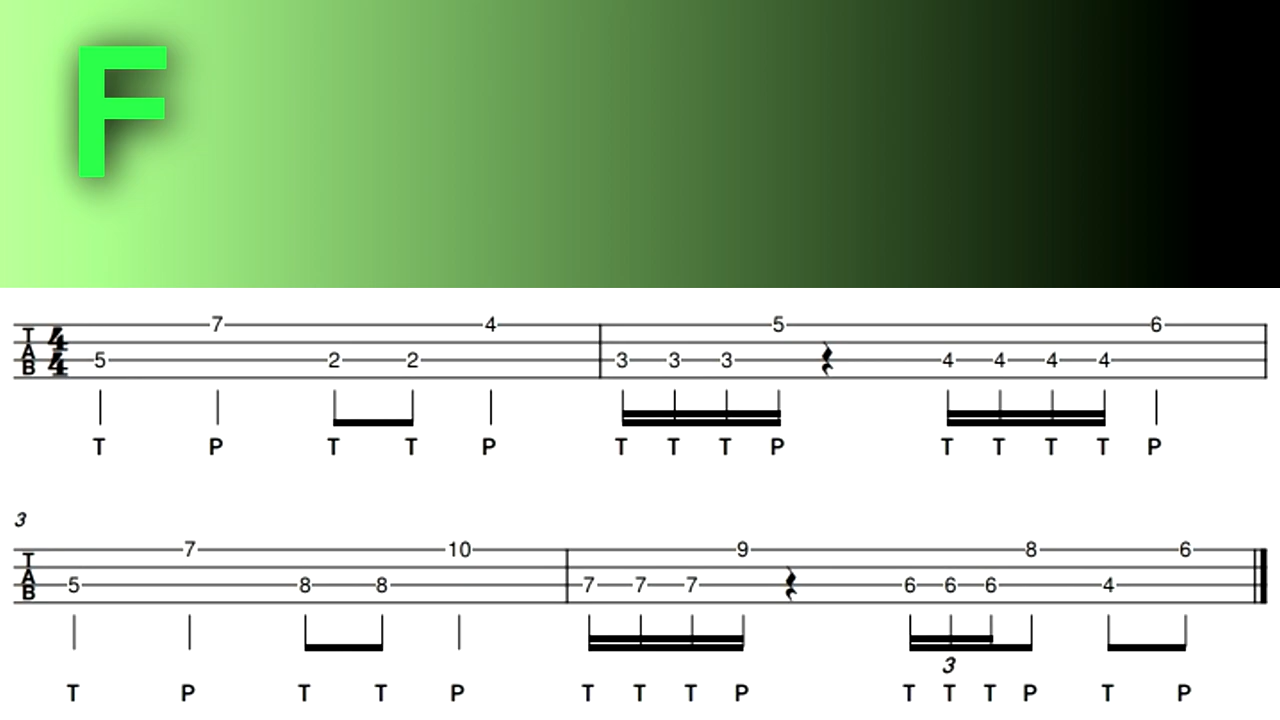 F
T A B 4 4 5 7 2 2 4 3 3 3 5 4 4 4 4 6
T P T T P T T T P T T T T P
3
T A B 5 7 8 8 10 7 7 7 9 6 6 6 8 4 6
3
T P T T P T T T P T T T P T P